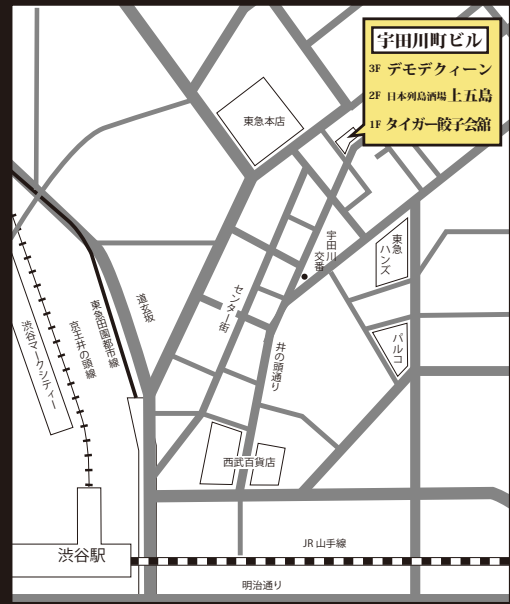 宇田川町ビル
3F デモデクィーン
2F 日本列島酒場 上五島
1F タイガー餃子会舘
東急本店
宇田川
交番
東急
ハンズ
センター街
道玄坂
東急田園都市線
京王井の頭線
渋谷マークシティー
井の頭通り
パルコ
西武百貨店
JR 山手線
渋谷駅
明治通り